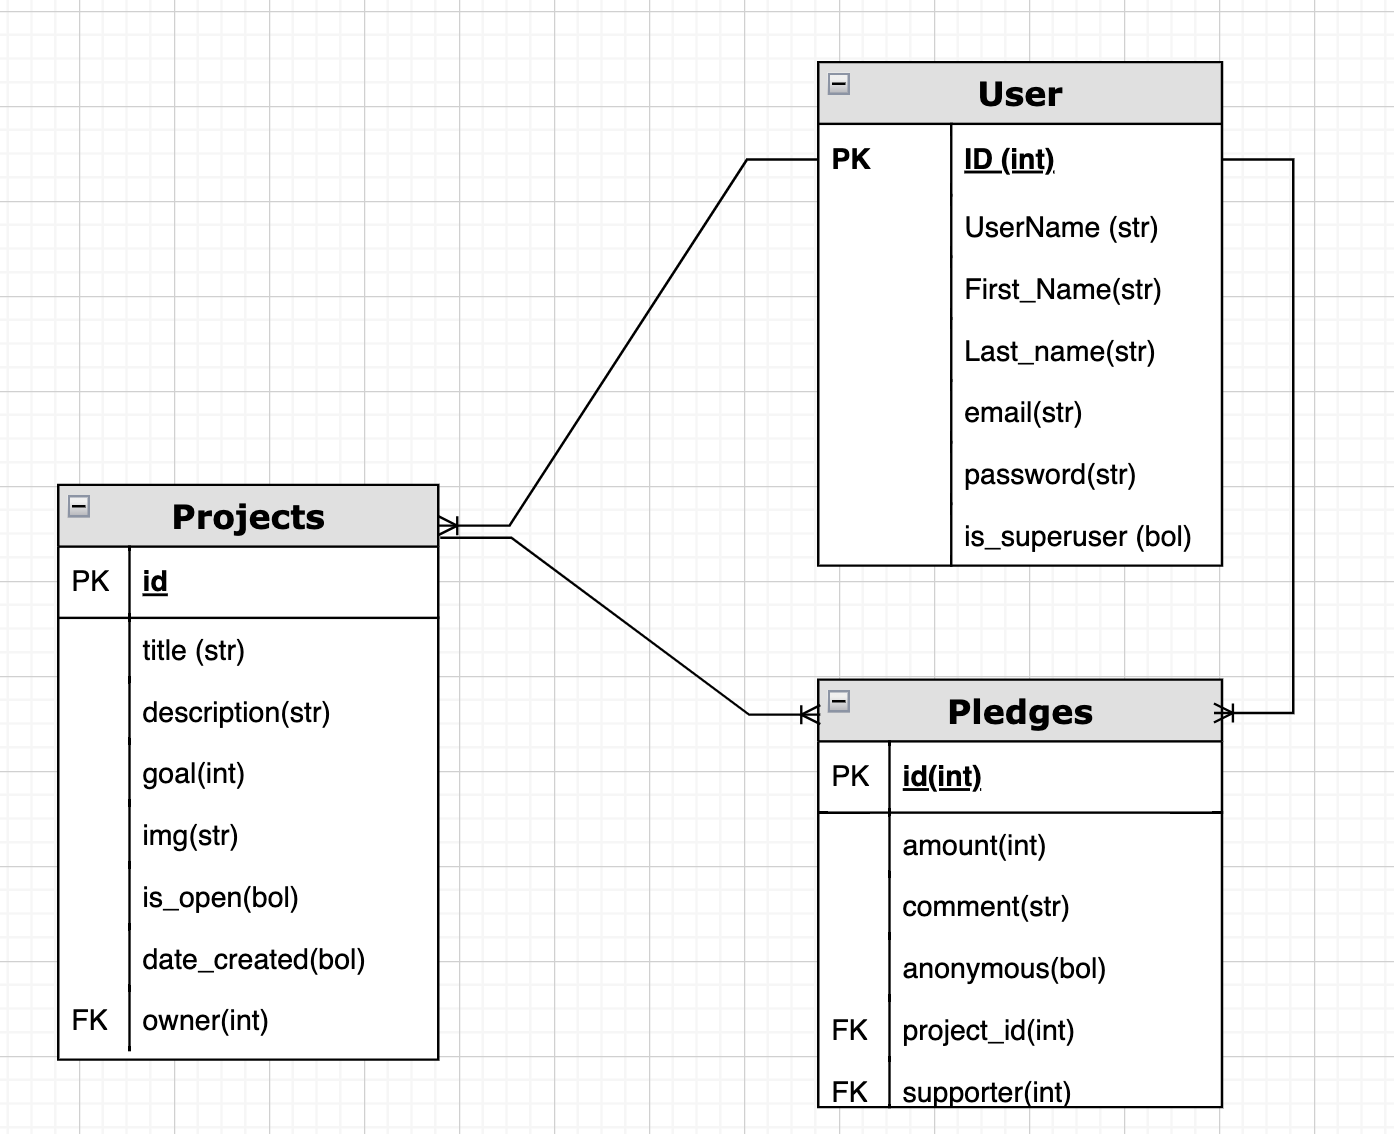 User
PK ID (int)
UserName (str)
First_Name(str)
Last_name(str)
email(str)
password(str)
is_superuser (bol)
Projects
PK id
title (str)
description(str)
goal(int)
img(str)
is_open(bol)
date_created(bol)
FK owner(int)
Pledges
PK id(int)
amount(int)
comment(str)
anonymous(bol)
FK project_id(int)
FK supporter(int)